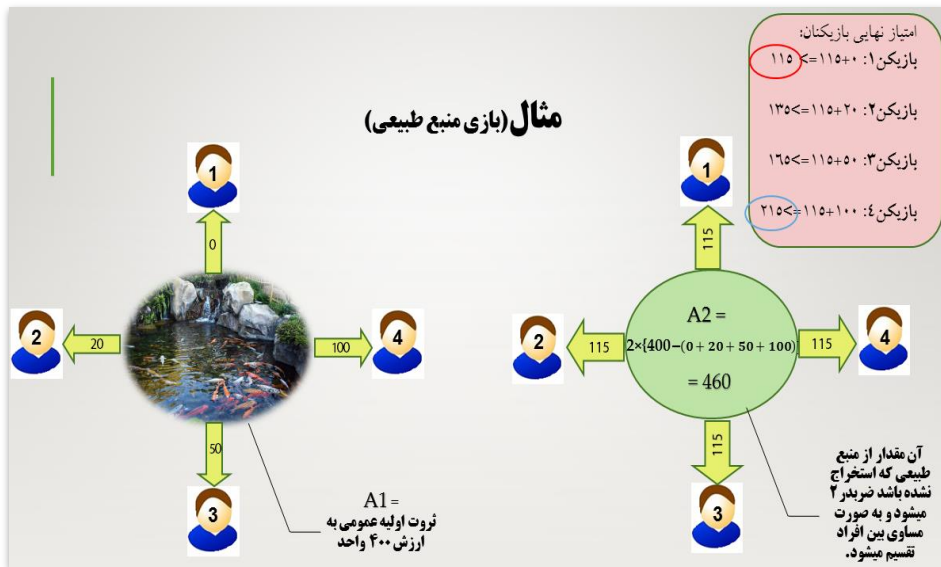 مثال (بازی منبع طبیعی)
امتیاز نهایی بازیکنان:
بازیکن۱: ۰+۱۱۵=> ۱۱۵
بازیکن۲: ۲۰+۱۱۵=>۱۳۵
بازیکن۳: ۵۰+۱۱۵=>۱۶۵
بازیکن٤: ۱۰۰+۱۱۵=>۲۱۵
1
0
2
20
100
4
50
3
A1 =
ثروت اولیه عمومی به
ارزش ۴۰۰ واحد
1
115
2
115
A2 =
2×{400−(0 + 20 + 50 + 100)
= 460
115
4
115
3
آن مقدار از منبع
طبیعی که استخراج
نشده باشد ضربدر ۲
میشود و به صورت
مساوی بین افراد
تقسیم میشود.